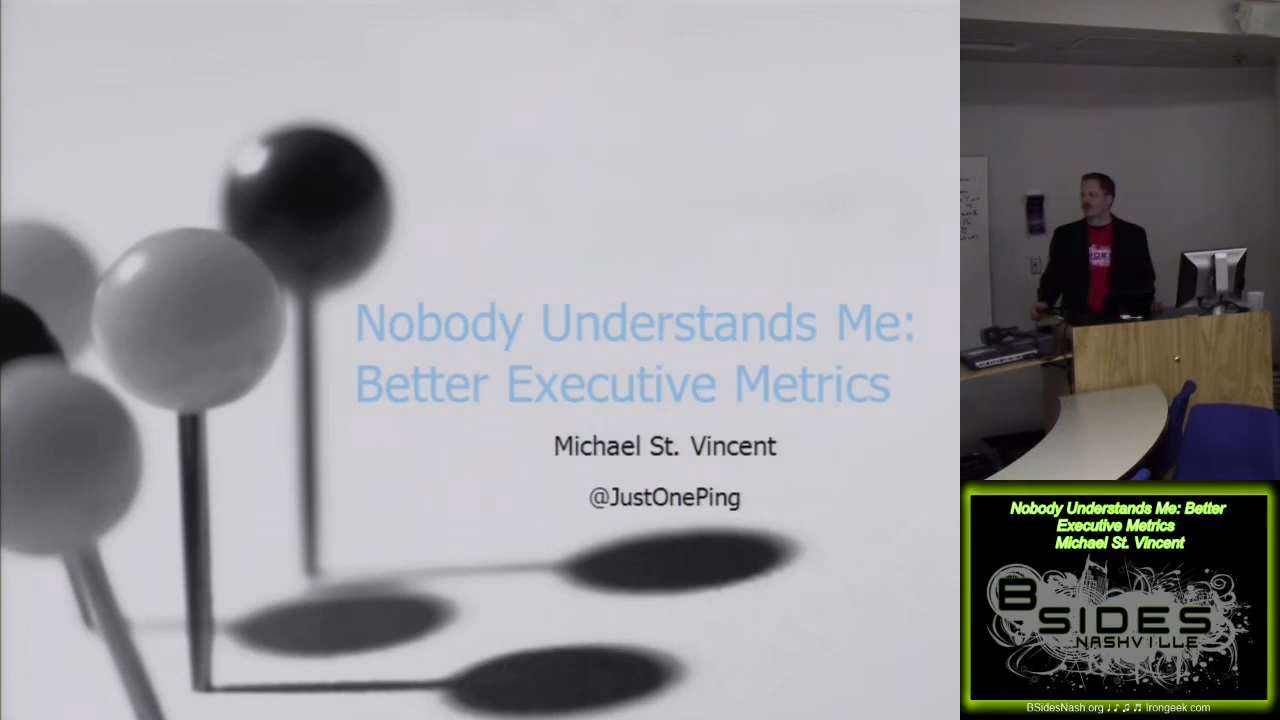 Nobody Understands Me:
Better Executive Metrics
Michael St. Vincent
@JustOnePing
Nobody Understands Me: Better
Executive Metrics
Michael St. Vincent
BSIDES
NASHVILLE
BSidesNash.org ♩♪♫♬ Irongeek.com